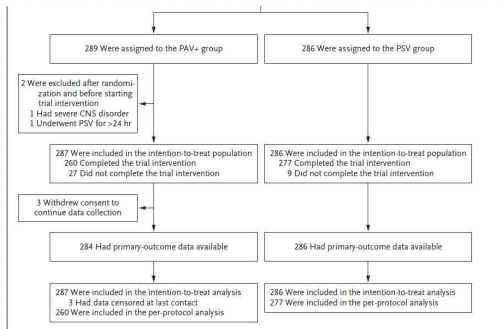 289 Were assigned to the PAV+ group
286 Were assigned to the PSV group
2 Were excluded after randomi-
zation and before starting
trial intervention
1 Had severe CNS disorder
1 Underwent PSV for >24 hr
287 Were included in the intention-to-treat population
260 Completed the trial intervention
27 Did not complete the trial intervention
286 Were included in the intention-to-treat population
277 Completed the trial intervention
9 Did not complete the trial intervention
3 Withdrew consent to
continue data collection
284 Had primary-outcome data available
286 Had primary-outcome data available
287 Were included in the intention-to-treat analysis
3 Had data censored at last contact
260 Were included in the per-protocol analysis
286 Were included in the intention-to-treat analysis
277 Were included in the per-protocol analysis